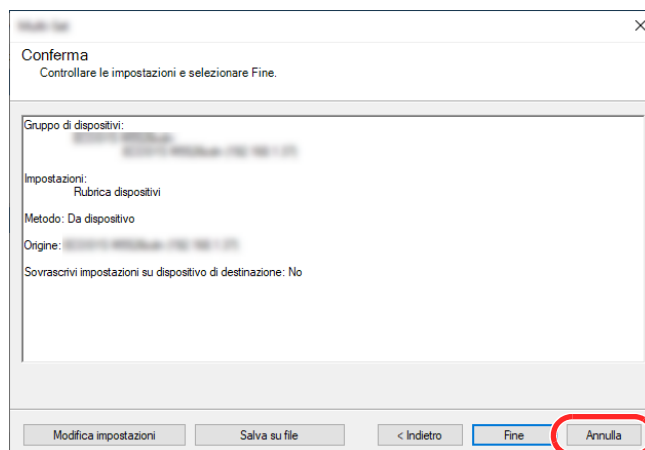 Conferma
Controllare le impostazioni e selezionare Fine.
Gruppo di dispositivi:
Impostazioni:
Rubrica dispositivi
Metodo: Da dispositivo
Origine:
Sovrascrivi impostazioni su dispositivo di destinazione: No
Modifica impostazioni
Salva su file
< Indietro
Fine
Annulla